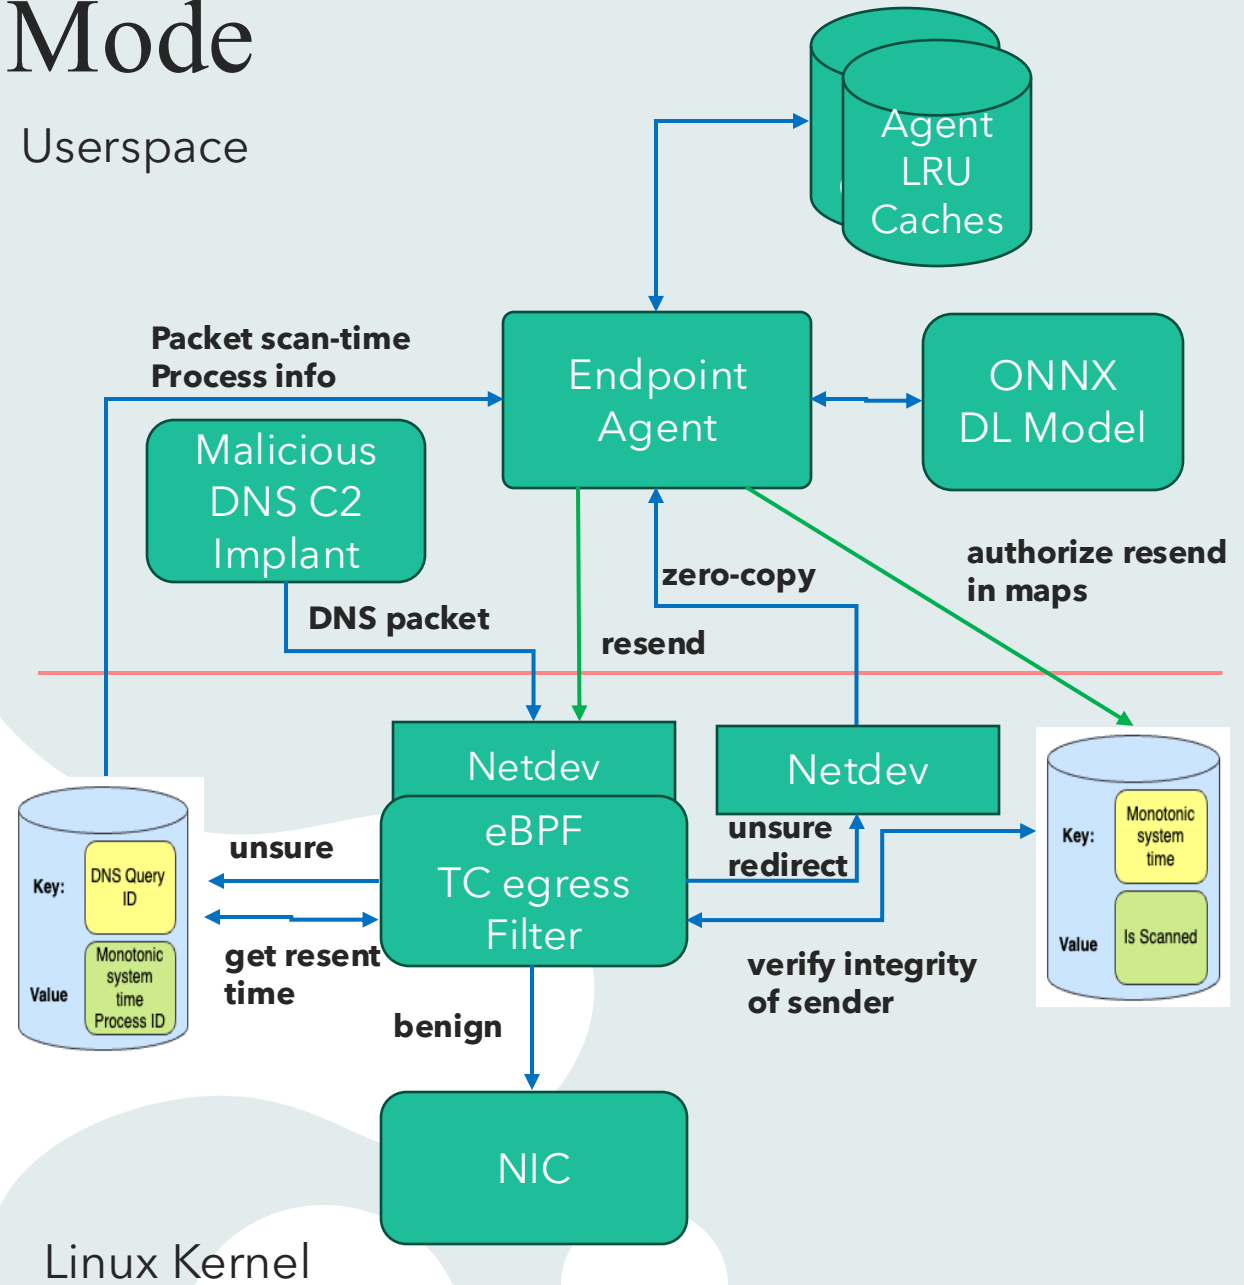 Mode
Userspace
Agent
LRU
Caches
Packet scan-time
Process info
Endpoint
Agent
ONNX
DL Model
Malicious
DNS C2
Implant
authorize resend
in maps
zero-copy
DNS packet
resend
Netdev
Netdev
eBPF
TC egress
Filter
unsure
redirect
unsure
Key:
DNS Query
ID
Value
Monotonic
system
time
Process ID
get resent
time
Key:
Monotonic
system
time
Value
Is Scanned
verify integrity
of sender
benign
NIC
Linux Kernel